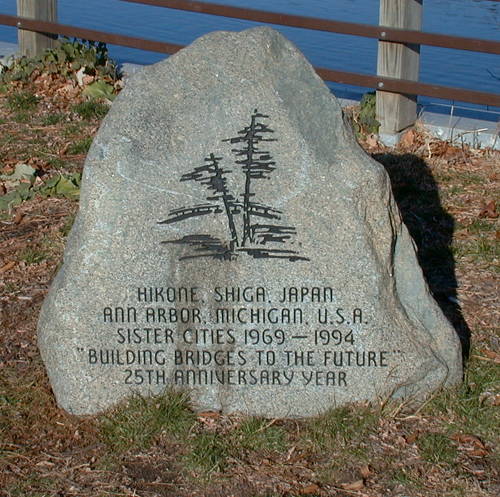 HIKONE, SHIGA, JAPAN
ANN ARBOR, MICHIGAN, U.S.A.
SISTER CITIES 1969 — 1994
"BUILDING BRIDGES TO THE FUTURE"
25TH ANNIVERSARY YEAR